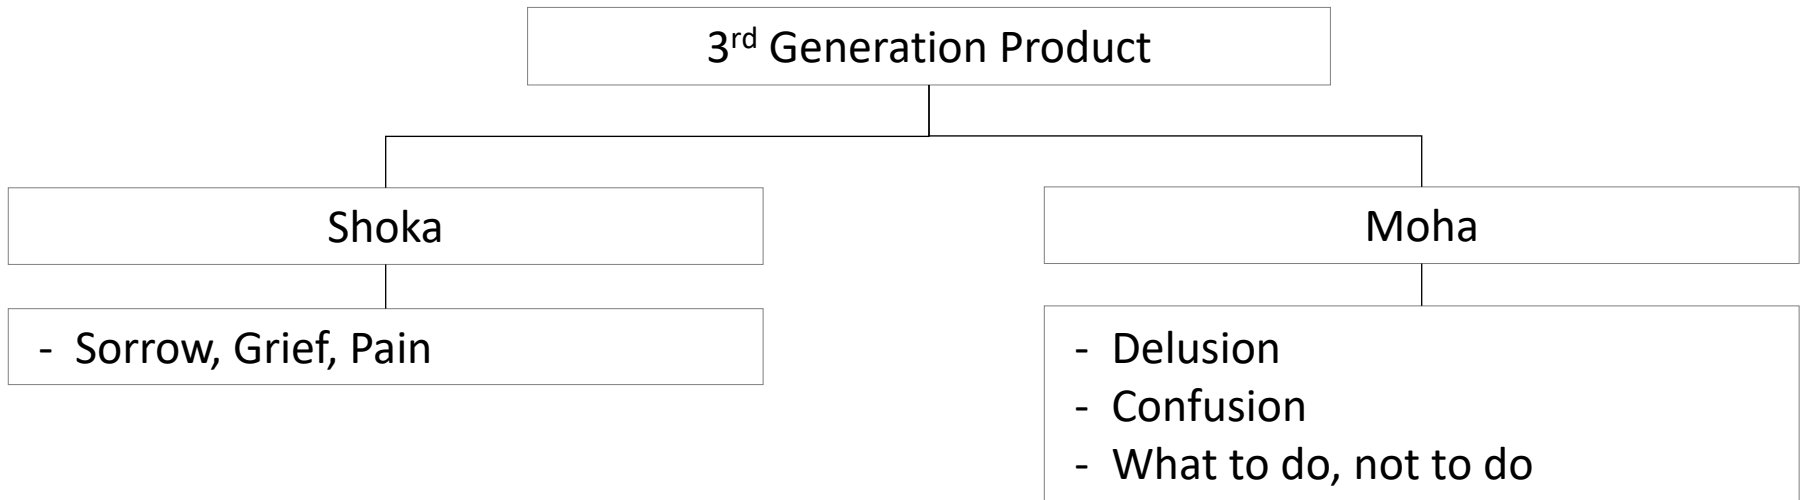 3rd Generation Product
Shoka
Moha
- Sorrow, Grief, Pain
- Delusion
- Confusion
- What to do, not to do